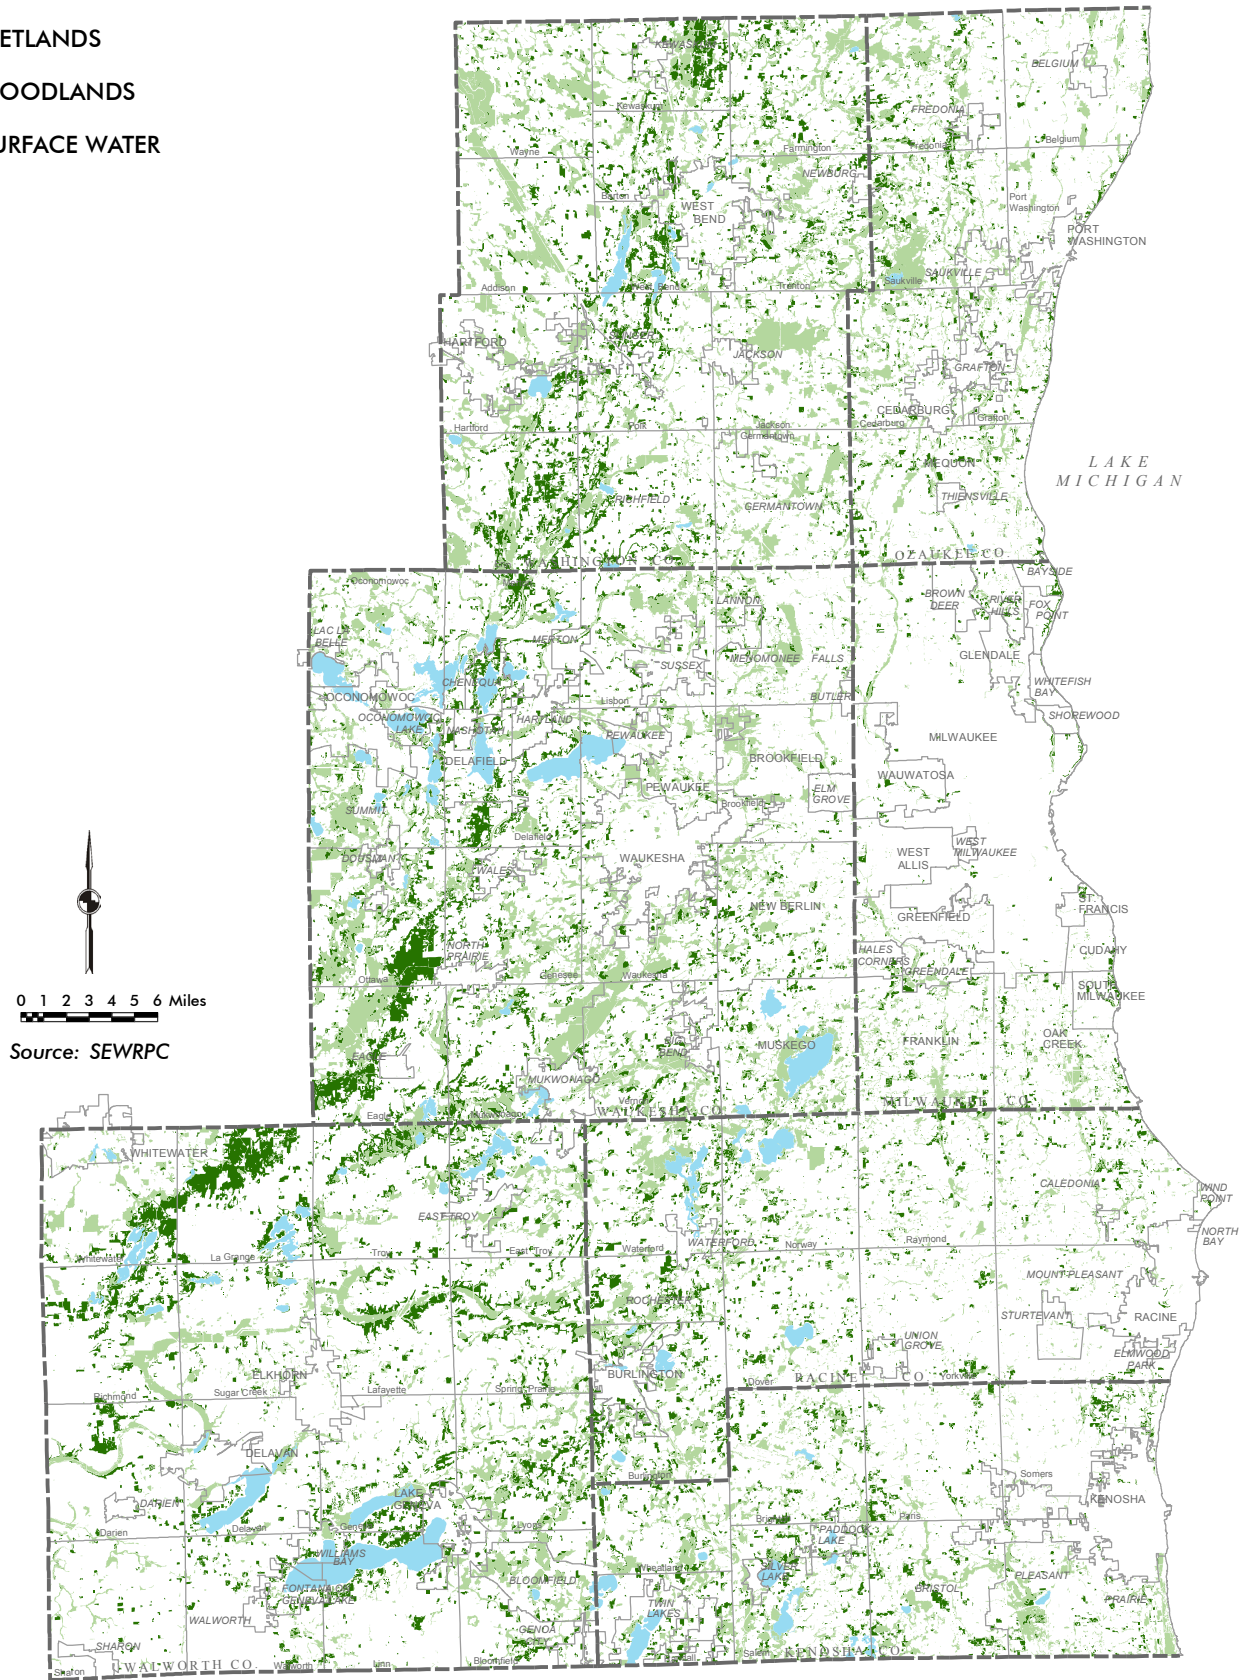 ETLANDS
OODLANDS
URFACE WATER
KEWASKUM
BELGIUM
Kewaskum
FREDONIA
Wayne
Farmington
Fredonia
Belgium
NEWBURG
Barton
WEST
BEND
Port
Washington
PORT
WASHINGTON
SAUKVILLE
Saukville
Addison
West Bend
Trenton
HARTFORD
SLINGER
JACKSON
GRAFTON
CEDARBURG
Hartford
Polk
Jackson
Germantown
Cedarburg
Grafton
LAKE
MICHIGAN
MEQUON
THIENSVILLE
RICHFIELD
GERMANTOWN
WASHINGTON CO.
OZAUKEE CO.
BAYSIDE
Oconomowoc
LANNON
BROWN
DEER
RIVER
HILLS
FOX
POINT
LAC LA
BELLE
MERTON
SUSSEX
MENOMONEE FALLS
GLENDALE
CHENEQUA
WHITEFISH
BAY
OCONOMOWOC
Lisbon
BUTLER
OCONOMOWOC
LAKE
HARTLAND
SHOREWOOD
NASHOTAH
PEWAUKEE
MILWAUKEE
DELAFIELD
BROOKFIELD
WAUWATOSA
PEWAUKEE
ELM
GROVE
Brookfield
SUMMIT
Delafield
WEST
ALLIS
WEST
MILWAUKEE
DOUSMAN
WALES
WAUKESHA
NEW BERLIN
ST.
FRANCIS
GREENFIELD
NORTH
PRAIRIE
HALES
CORNERS
CUDAHY
GREENDALE
Ottawa
Genesee
Waukesha
SOUTH
MILWAUKEE
0 1 2 3 4 5 6 Miles
Source: SEWRPC
EAGLE
BIG
BEND
MUSKEGO
FRANKLIN
OAK
CREEK
MUKWONAGO
Eagle
Mukwonago
Vernon
WAUKESHA CO.
MILWAUKEE CO.
WHITEWATER
CALEDONIA
WIND
POINT
EAST TROY
NORTH
BAY
WATERFORD
Whitewater
La Grange
Troy
East Troy
Waterford
Norway
Raymond
MOUNT PLEASANT
ROCHESTER
STURTEVANT
RACINE
UNION
GROVE
ELMWOOD
PARK
ELKHORN
BURLINGTON
Dover
RACINE CO.
Yorkville
Richmond
Sugar Creek
Lafayette
Spring Prairie
DELAVAN
Burlington
Somers
DARIEN
LAKE
GENEVA
KENOSHA
Darien
Delavan
Geneva
Lyons
Brighton
Paris
PADDOCK
LAKE
WILLIAMS
BAY
Wheatland
SILVER
LAKE
FONTANA ON
GENEVA LAKE
BLOOMFIELD
TWIN
LAKES
BRISTOL
PLEASANT
PRAIRIE
WALWORTH
GENOA
CITY
SHARON
Sharon
WALWORTH CO.
Walworth
Linn
Bloomfield
Randall
Salem
KENOSHA CO.